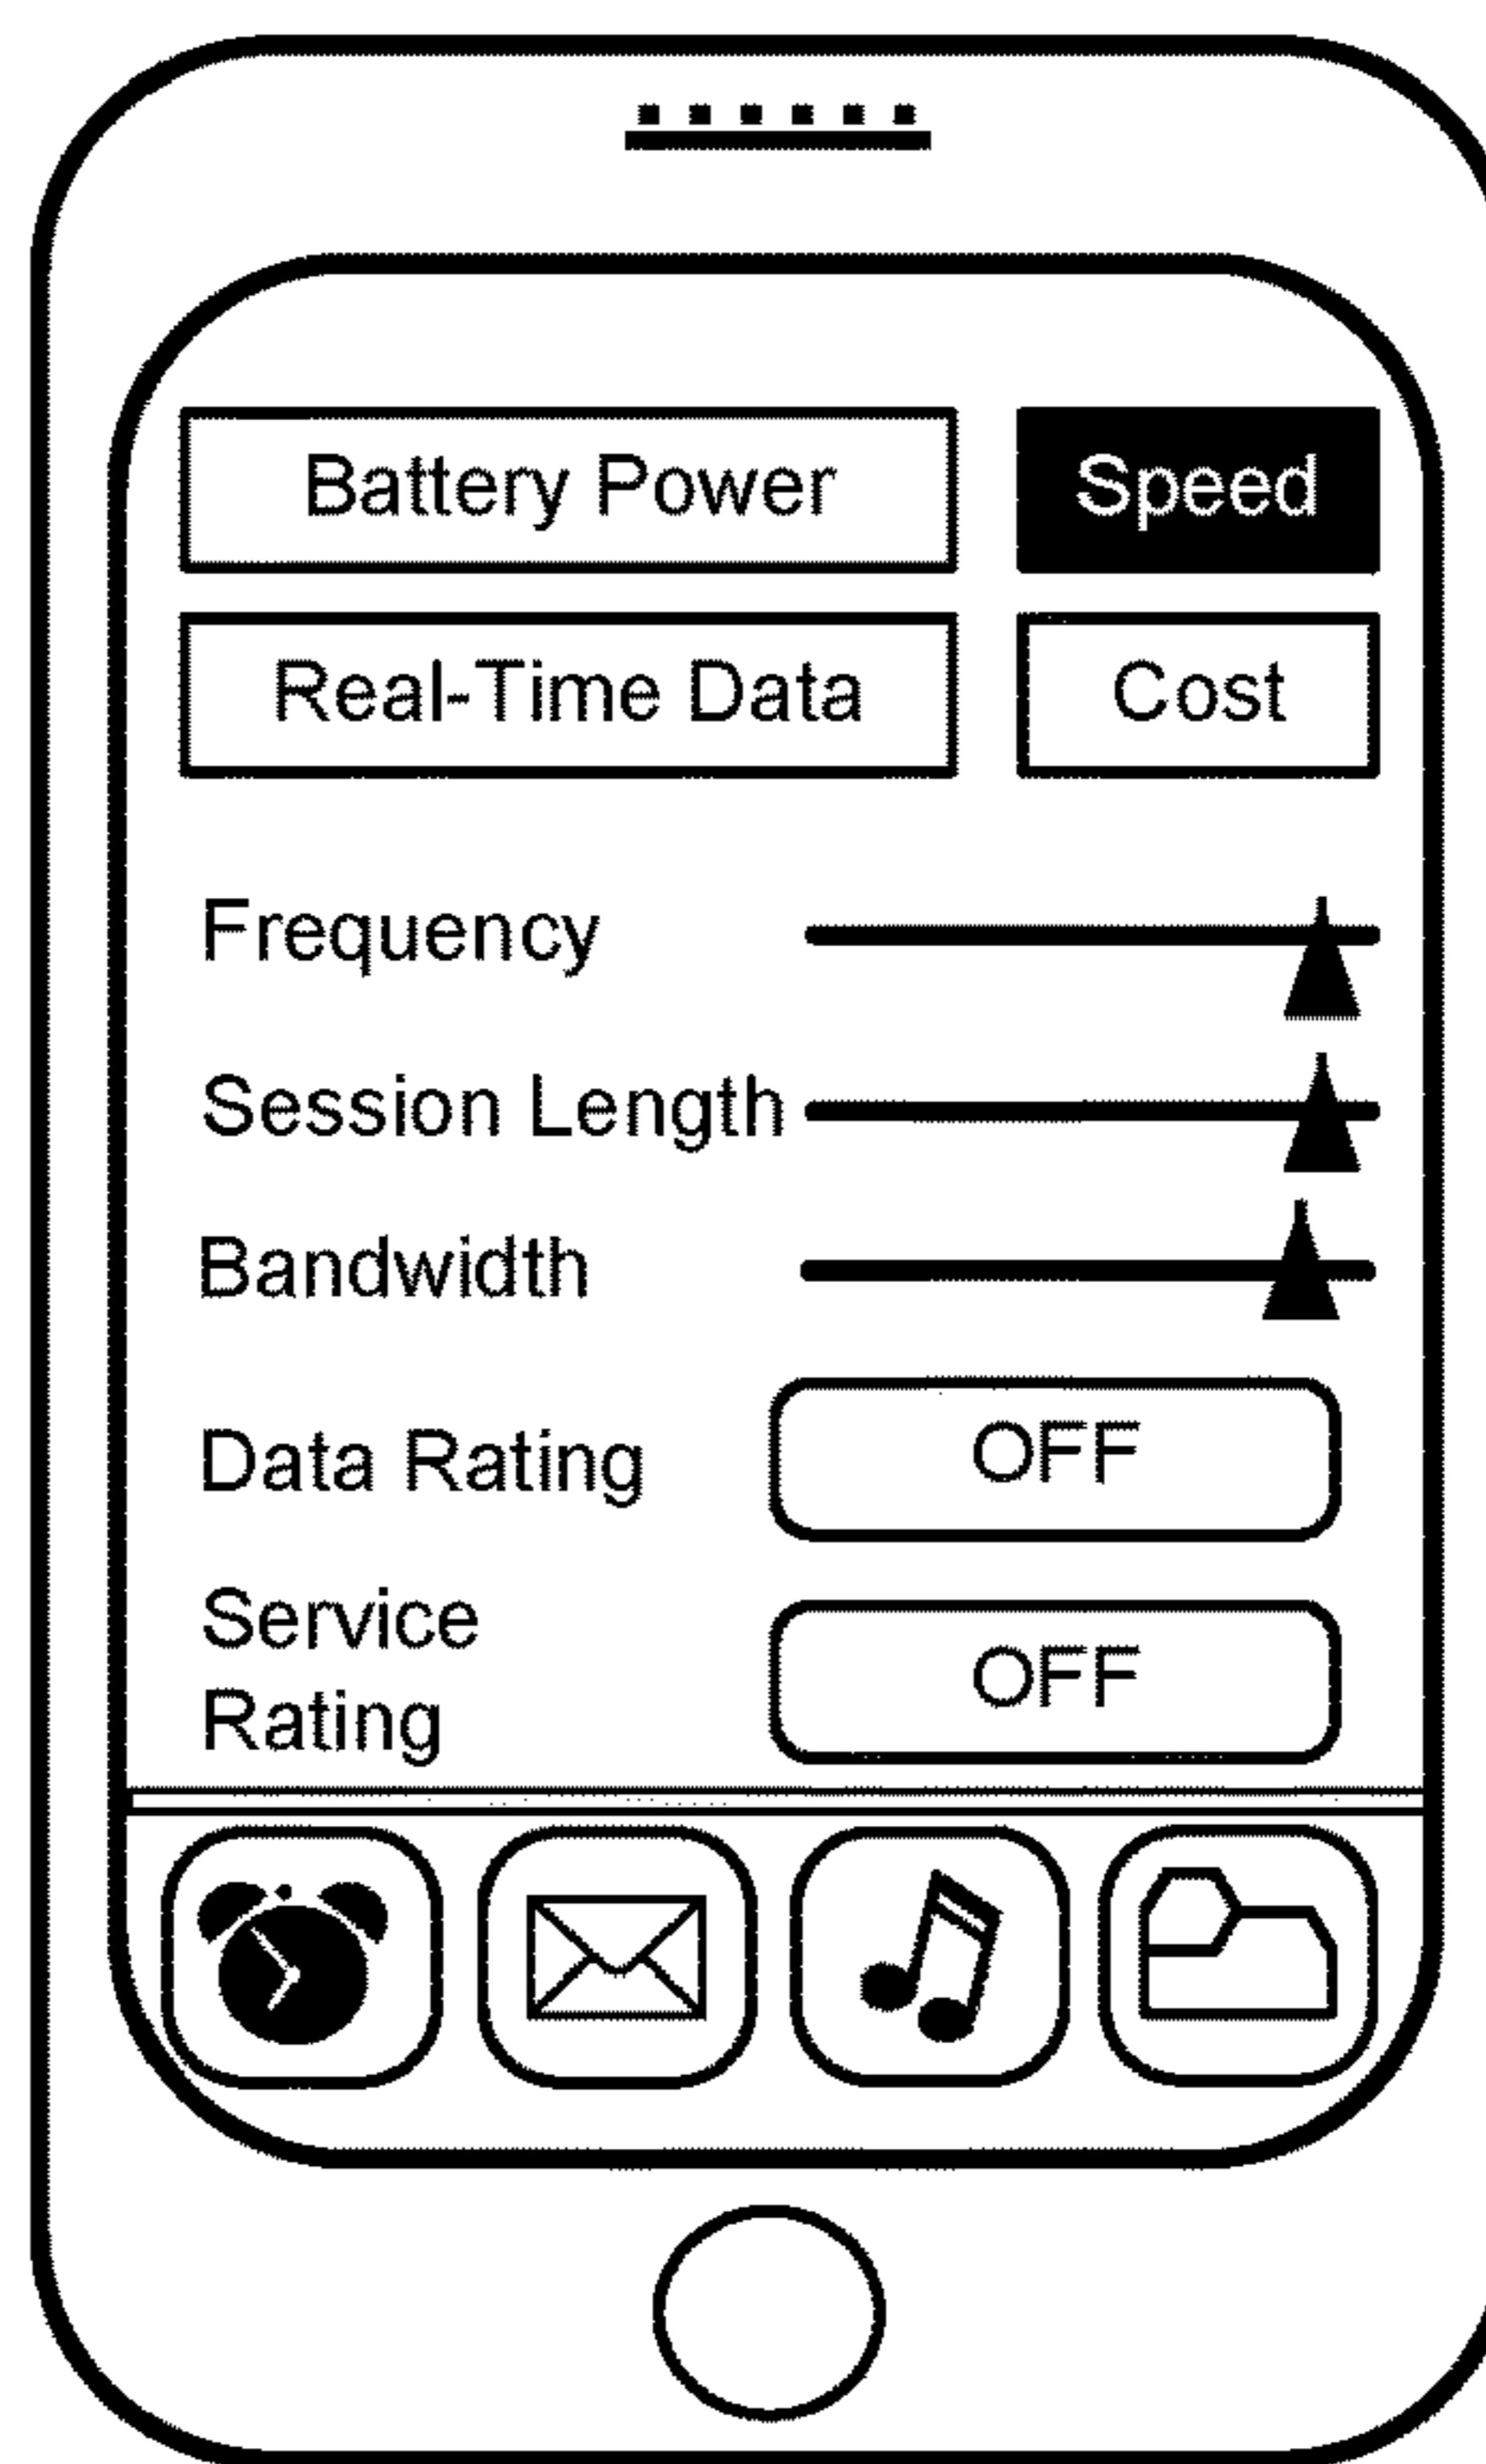 Battery Power
Speed
Real-Time Data
Cost
Frequency
Session Length
Bandwidth
Data Rating
OFF
Service
Rating
OFF